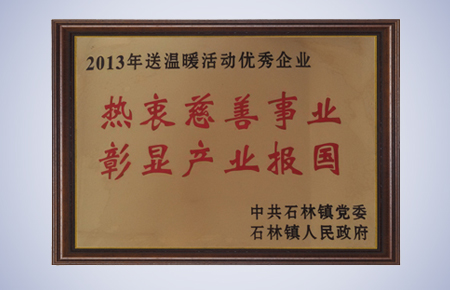 2013年送温暖活动优秀企业
热衷慈善事业
彰显产业报国
中共石林镇党委
石林镇人民政府